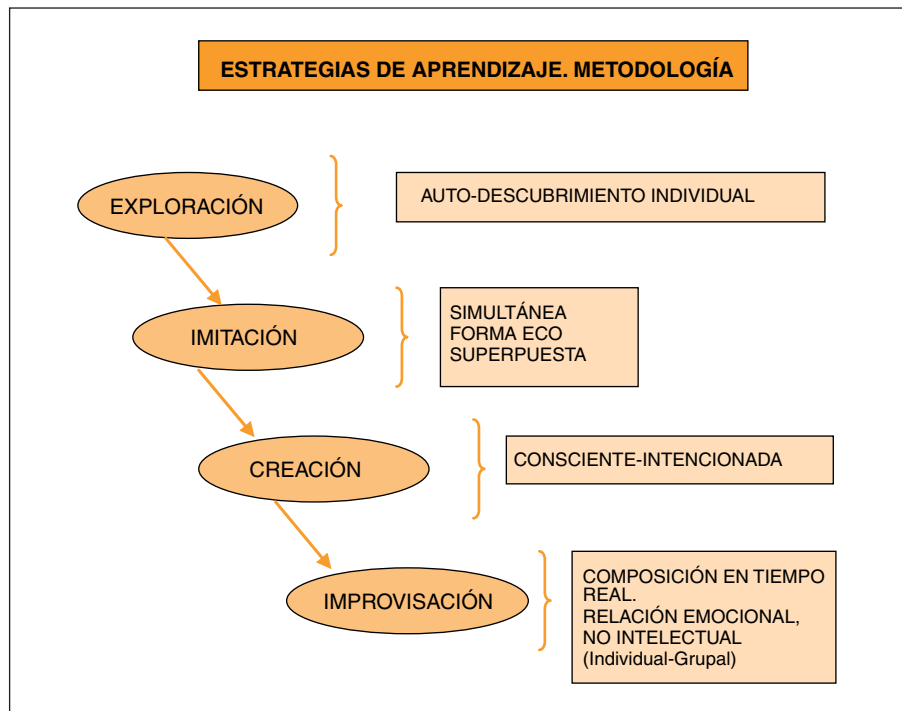 ESTRATEGIAS DE APRENDIZAJE. METODOLOGÍA
EXPLORACIÓN
AUTO-DESCUBRIMIENTO INDIVIDUAL
IMITACIÓN
SIMULTÁNEA
FORMA ECO
SUPERPUESTA
CREACIÓN
CONSCIENTE-INTENCIONADA
IMPROVISACIÓN
COMPOSICIÓN EN TIEMPO
REAL.
RELACIÓN EMOCIONAL,
NO INTELECTUAL
(Individual-Grupal)